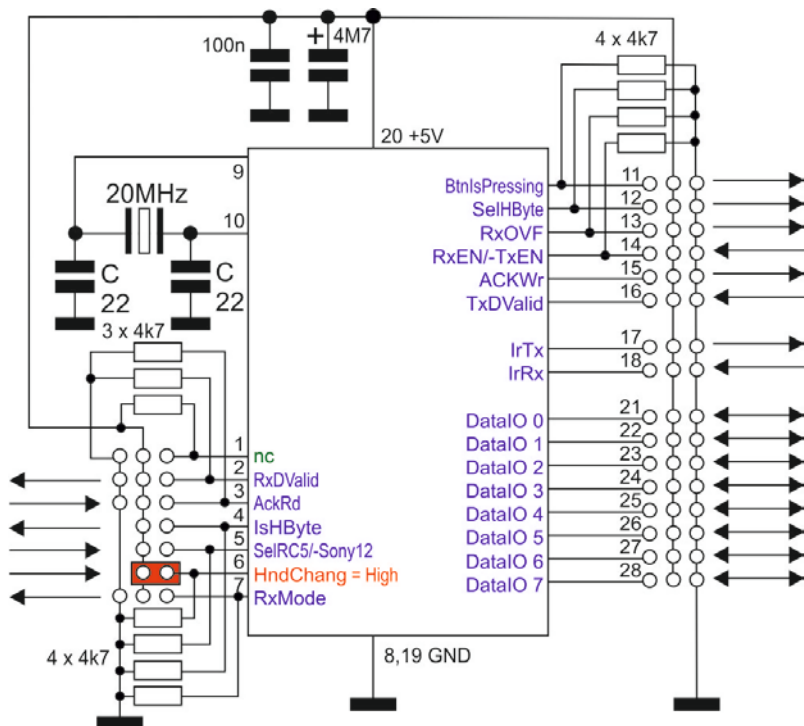 100n
+ 4M7
4 x 4k7
20 +5V
9
20MHz
10
C
22
C
22
3 x 4k7
1
nc
2
RxDValid
3
AckRd
4
IsHByte
5
SelRC5/-Sony12
6
HndChang = High
7
RxMode
4 x 4k7
8,19 GND
BtnIsPressing
11
SelHByte
12
RxOVF
13
RxEN/-TxEN
14
ACKWr
15
TxDValid
16
IrTx
17
IrRx
18
DataIO 0
21
DataIO 1
22
DataIO 2
23
DataIO 3
24
DataIO 4
25
DataIO 5
26
DataIO 6
27
DataIO 7
28